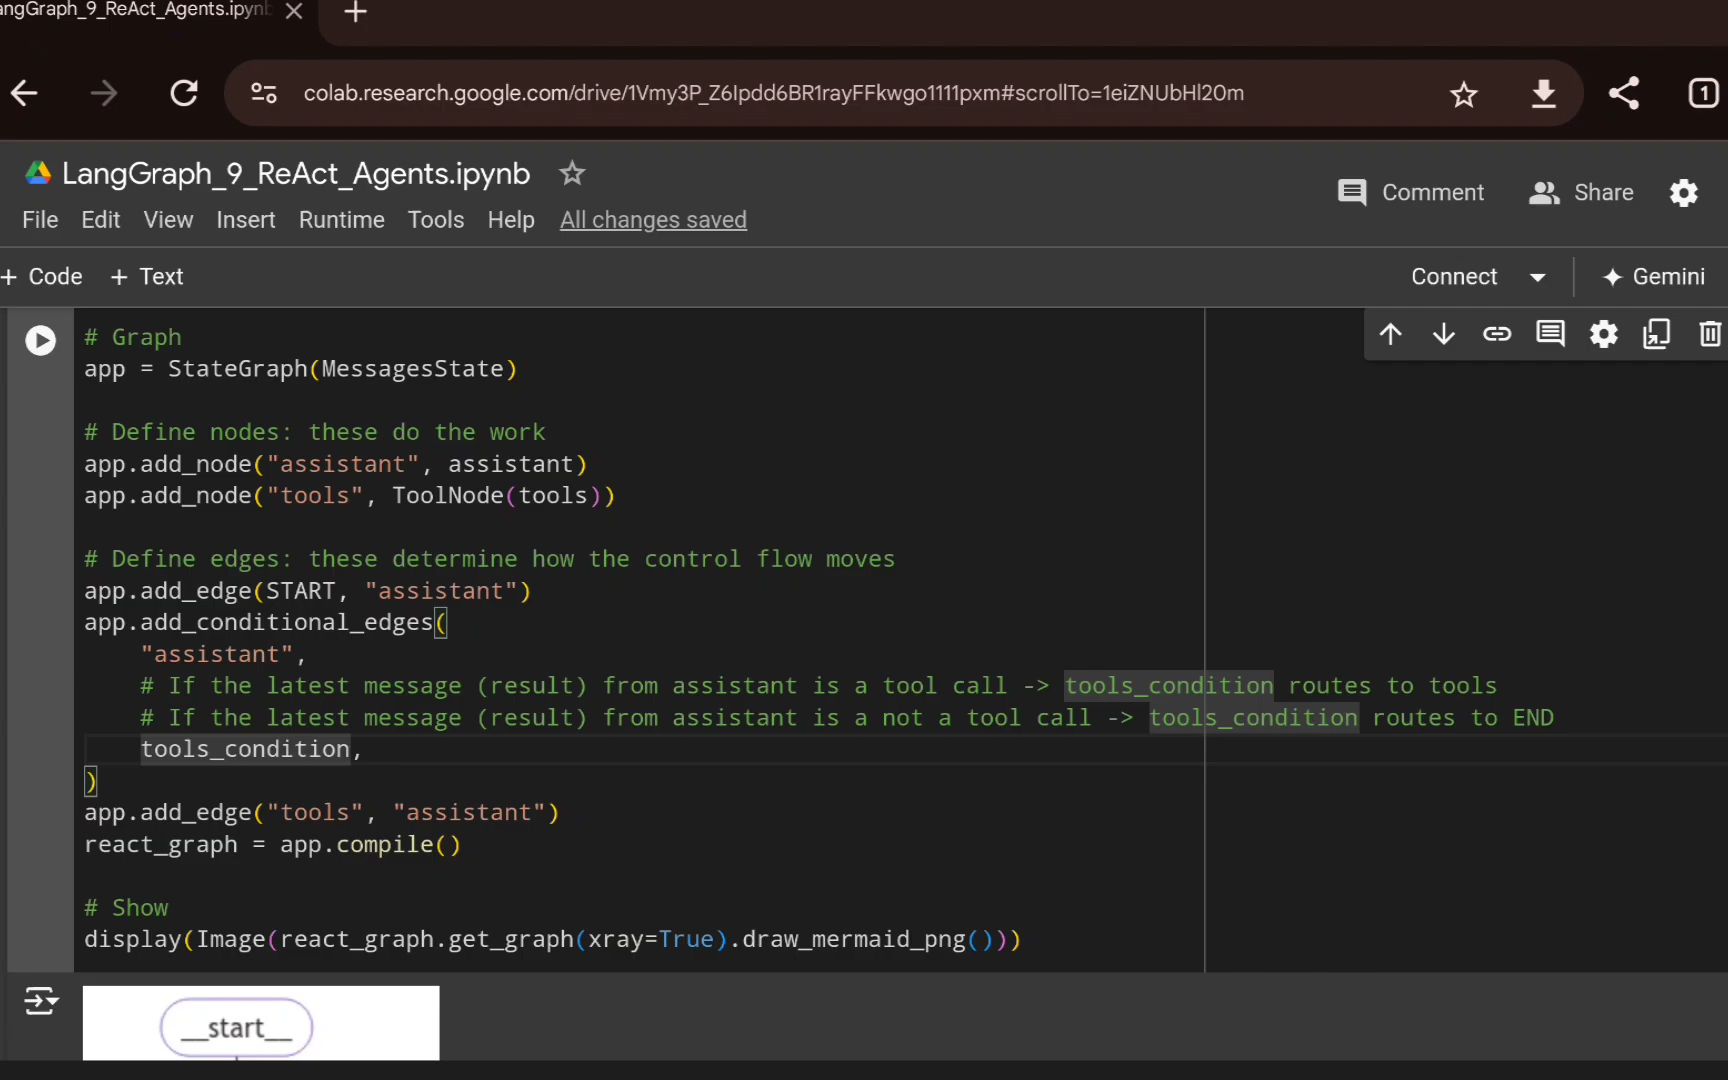 angGraph_9_ReAct_Agents.ipynb
colab.research.google.com/drive/1Vmy3P_Z6Ipdd6BR1rayFFkwgo1111pxm#scrollTo=1eiZNUbHl20m
1
LangGraph_9_ReAct_Agents.ipynb
Comment
Share
File Edit View Insert Runtime Tools Help All changes saved
+ Code + Text
Connect
Gemini
# Graph
app = StateGraph(MessagesState)
# Define nodes: these do the work
app.add_node("assistant", assistant)
app.add_node("tools", ToolNode(tools))
# Define edges: these determine how the control flow moves
app.add_edge(START, "assistant")
app.add_conditional_edges(
    "assistant",
    # If the latest message (result) from assistant is a tool call -> tools_condition routes to tools
    # If the latest message (result) from assistant is a not a tool call -> tools_condition routes to END
    tools_condition,
)
app.add_edge("tools", "assistant")
react_graph = app.compile()
# Show
display(Image(react_graph.get_graph(xray=True).draw_mermaid_png()))
__start__